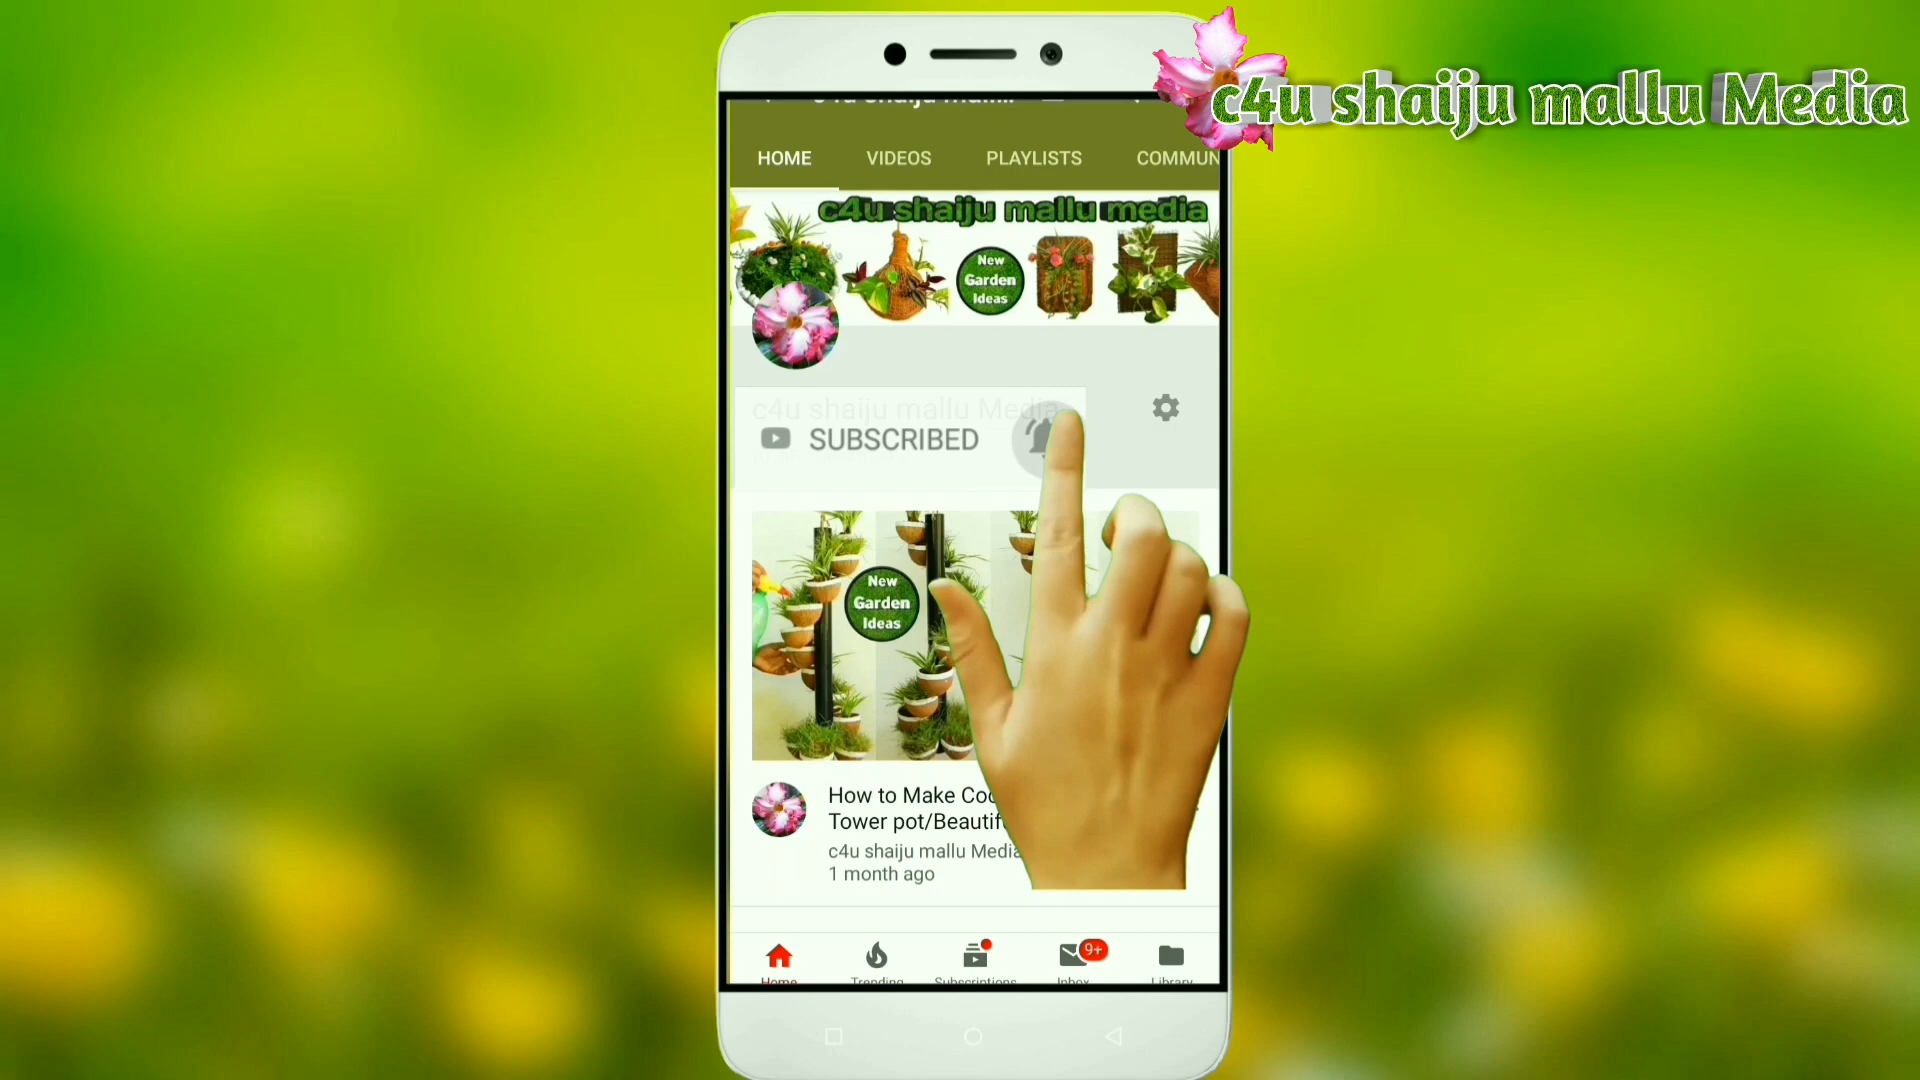 c4u shaiju mallu Media
HOME VIDEOS PLAYLISTS COMMUN
c4u shaiju mallu media
New
Garden
Ideas
c4u shaiju mallu Media
SUBSCRIBED
New
Garden
Ideas
How to Make Coc
Tower pot/Beautif
c4u shaiju mallu Media
1 month ago
9+
Home Trending Subscriptions Inbox Library